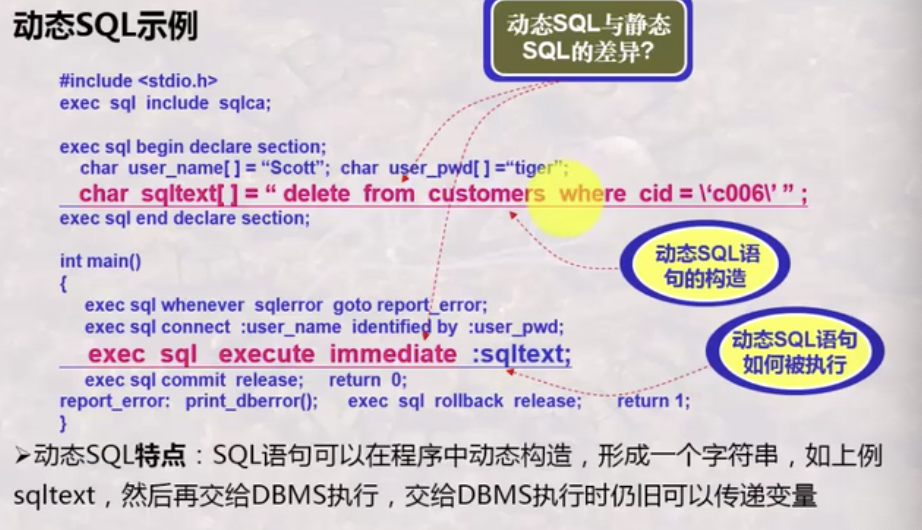 动态SQL示例
动态SQL与静态
SQL的差异?
#include <stdio.h>
exec sql include sqlca;
exec sql begin declare section;
char user_name[ ] = “Scott”; char user_pwd[ ] =“tiger”;
char sqltext[ ] = “ delete from customers where cid = \‘c006\’ ” ;
exec sql end declare section;
动态SQL语
句的构造
int main()
{
exec sql whenever sqlerror goto report_error;
exec sql connect :user_name identified by :user_pwd;
exec sql execute immediate :sqltext;
动态SQL语句
如何被执行
exec sql commit release; return 0;
report_error: print_dberror(); exec sql rollback release; return 1;
}
➢动态SQL特点：SQL语句可以在程序中动态构造，形成一个字符串，如上例
sqltext，然后再交给DBMS执行，交给DBMS执行时仍旧可以传递变量